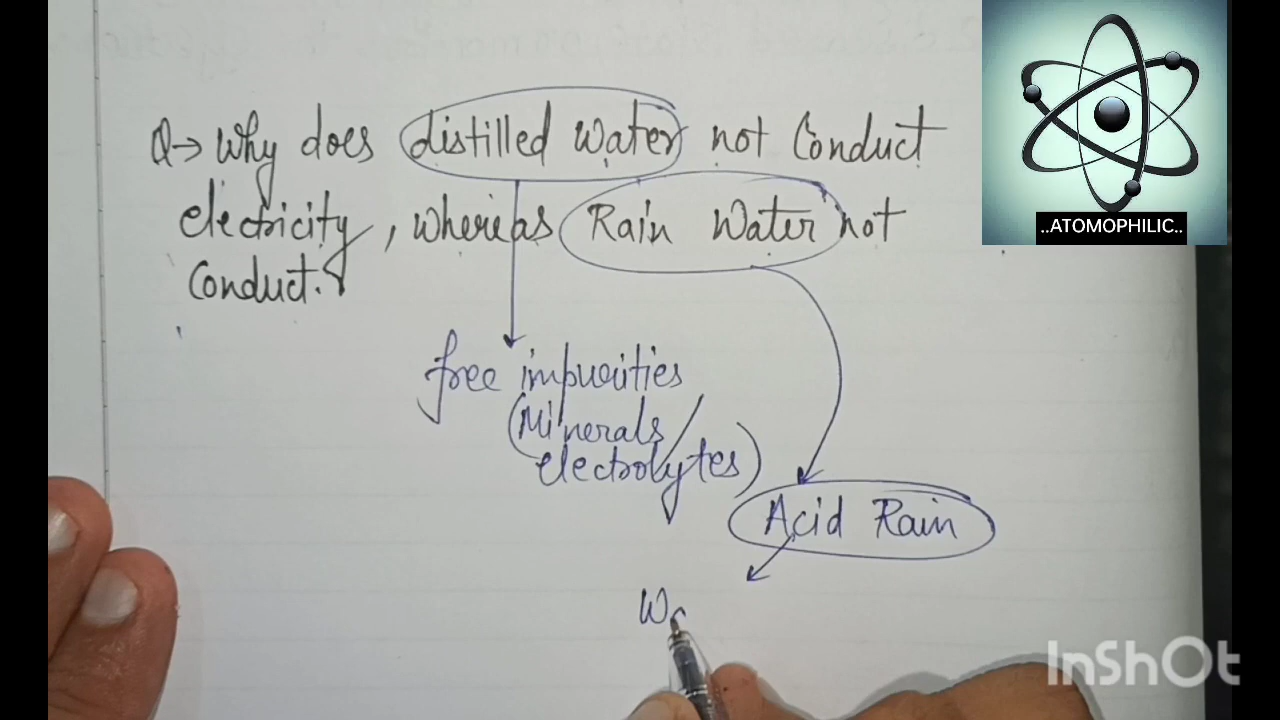 Q→ Why does distilled Water not Conduct
electricity, whereas Rain Water not
Conduct.
free impurities
(Minerals/
electrolytes)
Acid Rain
Wa
..ATOMOPHILIC..
InShOt